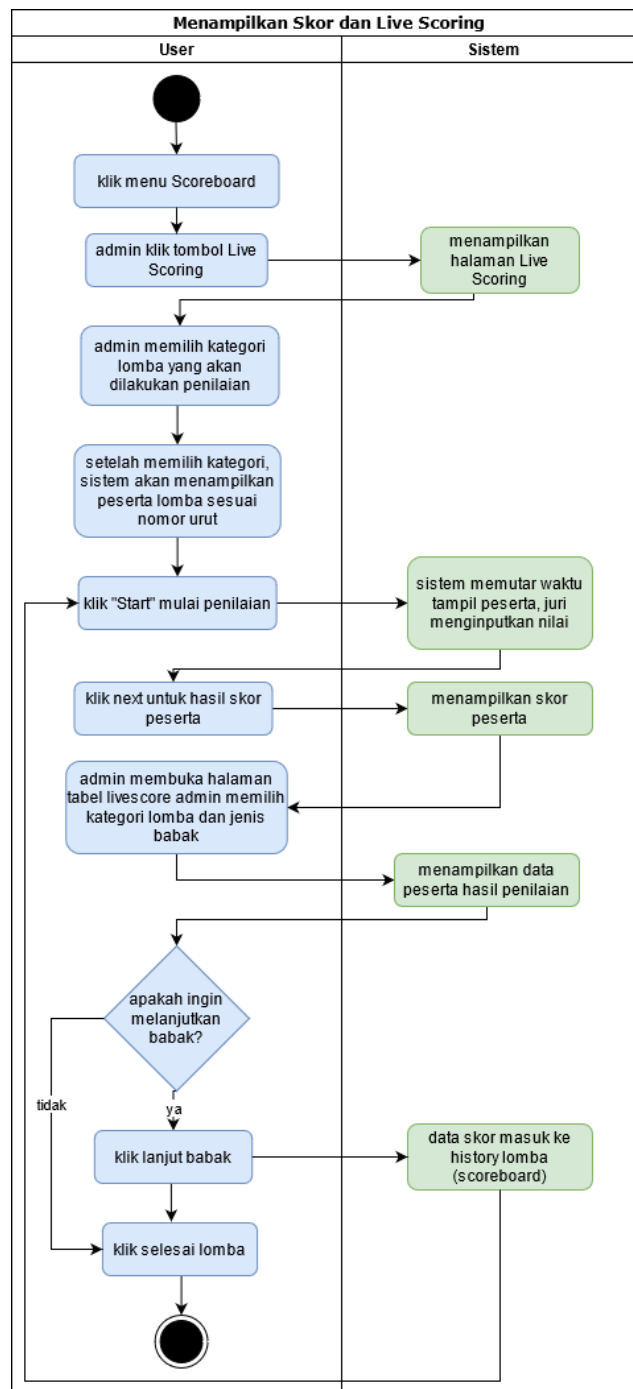 Menampilkan Skor dan Live Scoring
User
Sistem
klik menu Scoreboard
admin klik tombol Live
Scoring
menampilkan
halaman Live
Scoring
admin memilih kategori
lomba yang akan
dilakukan penilaian
setelah memilih kategori,
sistem akan menampilkan
peserta lomba sesuai
nomor urut
klik "Start" mulai penilaian
sistem memutar waktu
tampil peserta, juri
menginputkan nilai
klik next untuk hasil skor
peserta
menampilkan skor
peserta
admin membuka halaman
tabel livescore admin memilih
kategori lomba dan jenis
babak
menampilkan data
peserta hasil penilaian
apakah ingin
melanjutkan
babak?
tidak
ya
klik lanjut babak
data skor masuk ke
history lomba
(scoreboard)
klik selesai lomba